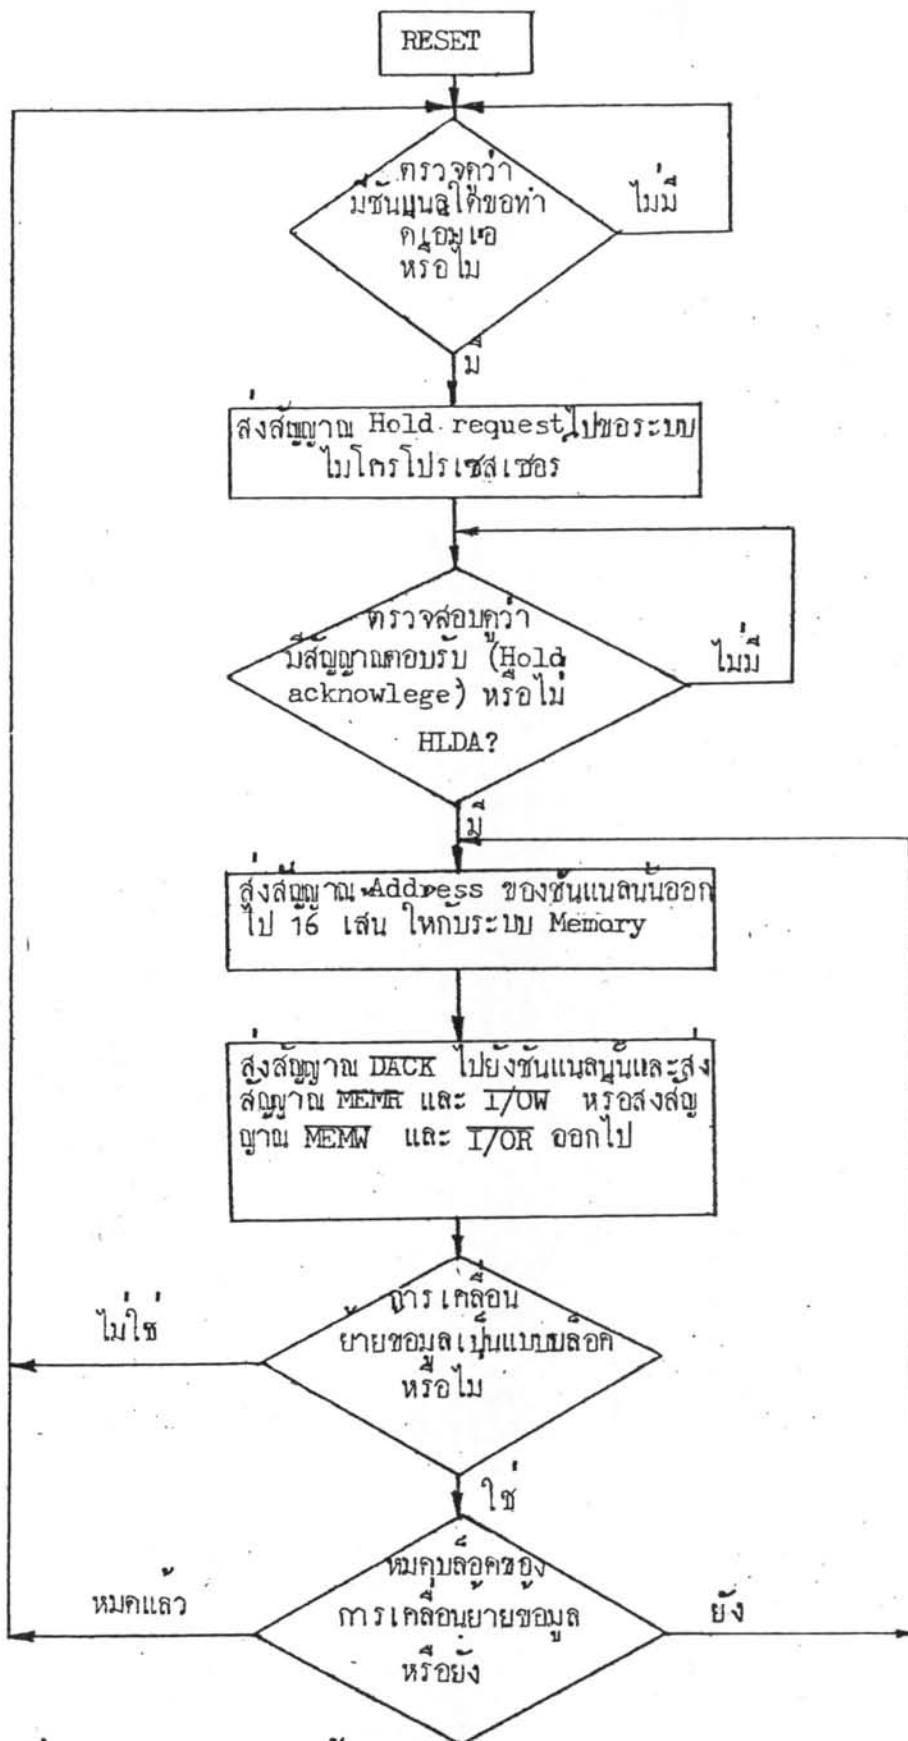 RESET
ตรวจดูว่า
มีชันแนลใดขอทำ
ดีเอ็มเอ
หรือไม่
ไม่มี
มี
ส่งสัญญาณ Hold request ไปขอระบบ
ไมโครโปรเซสเซอร์
ตรวจสอบดูว่า
มีสัญญาณตอบรับ (Hold
acknowlege) หรือไม่
HLDA?
ไม่มี
มี
ส่งสัญญาณ Address ของชันแนลนั้นออก
ไป 16 เส้น ให้กับระบบ Memory
ส่งสัญญาณ D̅A̅C̅K̅ ไปยังชันแนลนั้นและส่ง
สัญญาณ M̅E̅M̅R̅ และ I̅/̅O̅W̅ หรือส่งสัญ
ญาณ M̅E̅M̅W̅ และ I̅/̅O̅R̅ ออกไป
การเคลื่อน
ย้ายข้อมูลเป็นแบบบล็อค
หรือไม่
ไม่ใช่
ใช่
หมดบล็อคของ
การเคลื่อนย้ายข้อมูล
หรือยัง
หมดแล้ว
ยัง